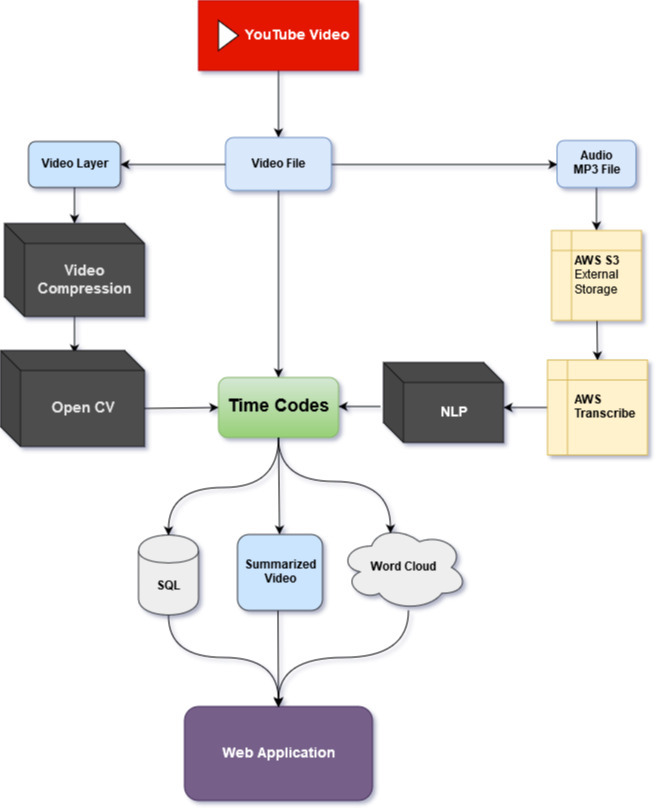 YouTube Video
Video Layer
Video File
Audio
MP3 File
Video
Compression
AWS S3
External
Storage
Open CV
Time Codes
NLP
AWS
Transcribe
SQL
Summarized
Video
Word Cloud
Web Application